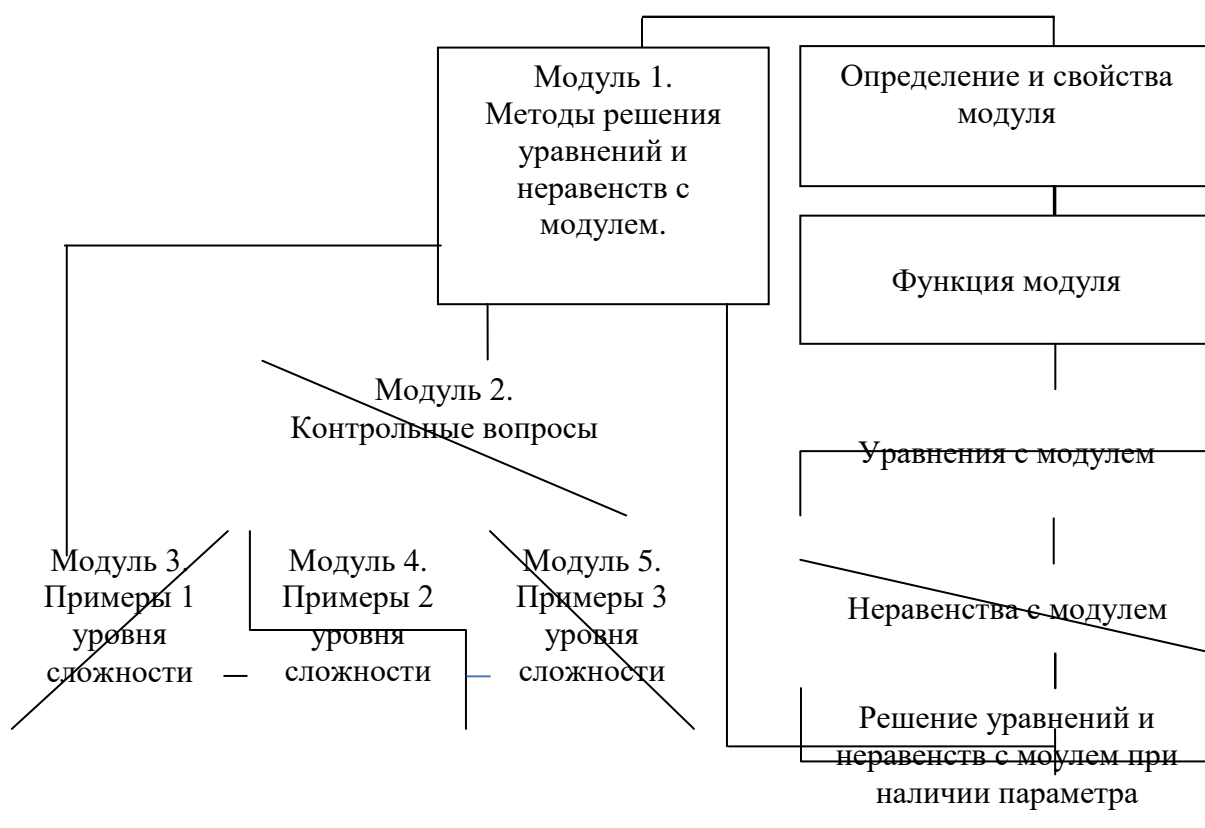 Модуль 1.
Методы решения
уравнений и
неравенств с
модулем.
Определение и свойства
модуля
Функция модуля
Модуль 2.
Контрольные вопросы
Уравнения с модулем
Модуль 3.
Примеры 1
уровня
сложности
Модуль 4.
Примеры 2
уровня
сложности
Модуль 5.
Примеры 3
уровня
сложности
Неравенства с модулем
Решение уравнений и
неравенств с моулем при
наличии параметра